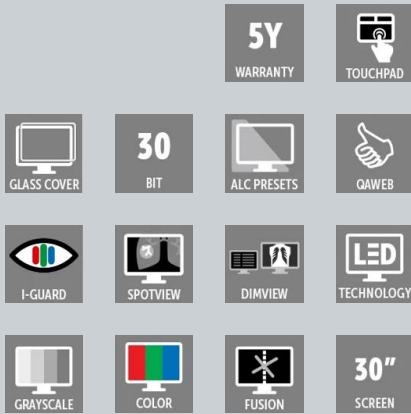 5Y
WARRANTY
TOUCHPAD
GLASS COVER
30
BIT
ALC PRESETS
QAWEB
I-GUARD
SPOTVIEW
DIMVIEW
LED
TECHNOLOGY
GRAYSCALE
COLOR
FUSION
30"
SCREEN